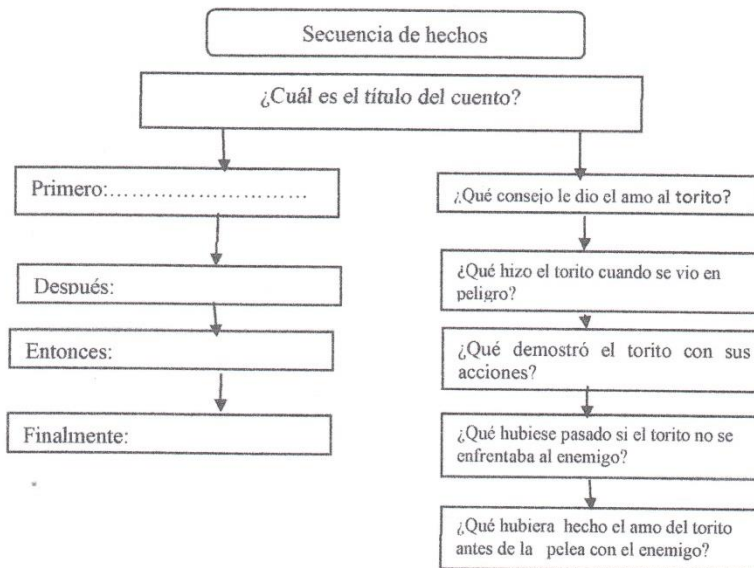 Secuencia de hechos
¿Cuál es el título del cuento?
Primero:...........................
Después:
Entonces:
Finalmente:
¿Qué consejo le dio el amo al torito?
¿Qué hizo el torito cuando se vio en
peligro?
¿Qué demostró el torito con sus
acciones?
¿Qué hubiese pasado si el torito no se
enfrentaba al enemigo?
¿Qué hubiera hecho el amo del torito
antes de la pelea con el enemigo?